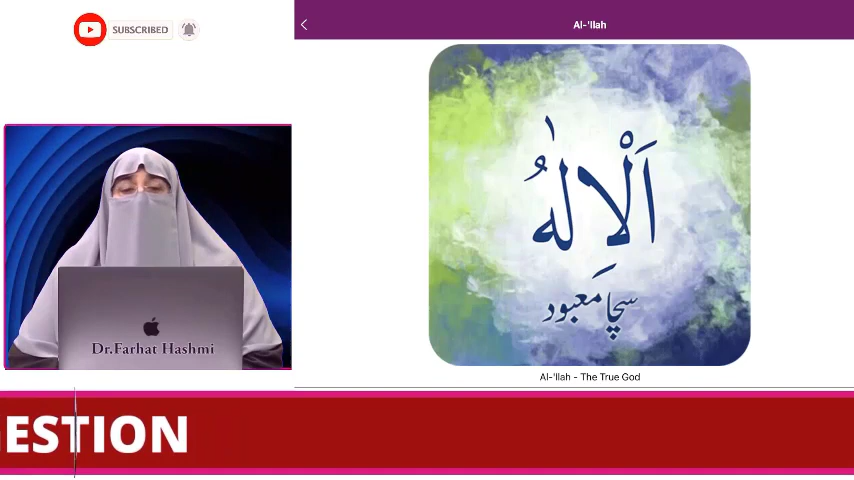 SUBSCRIBED
Al-'Ilah
اَلْاِلٰهُ
سچا معبود
Al-'Ilah - The True God
Dr.Farhat Hashmi
ESTION